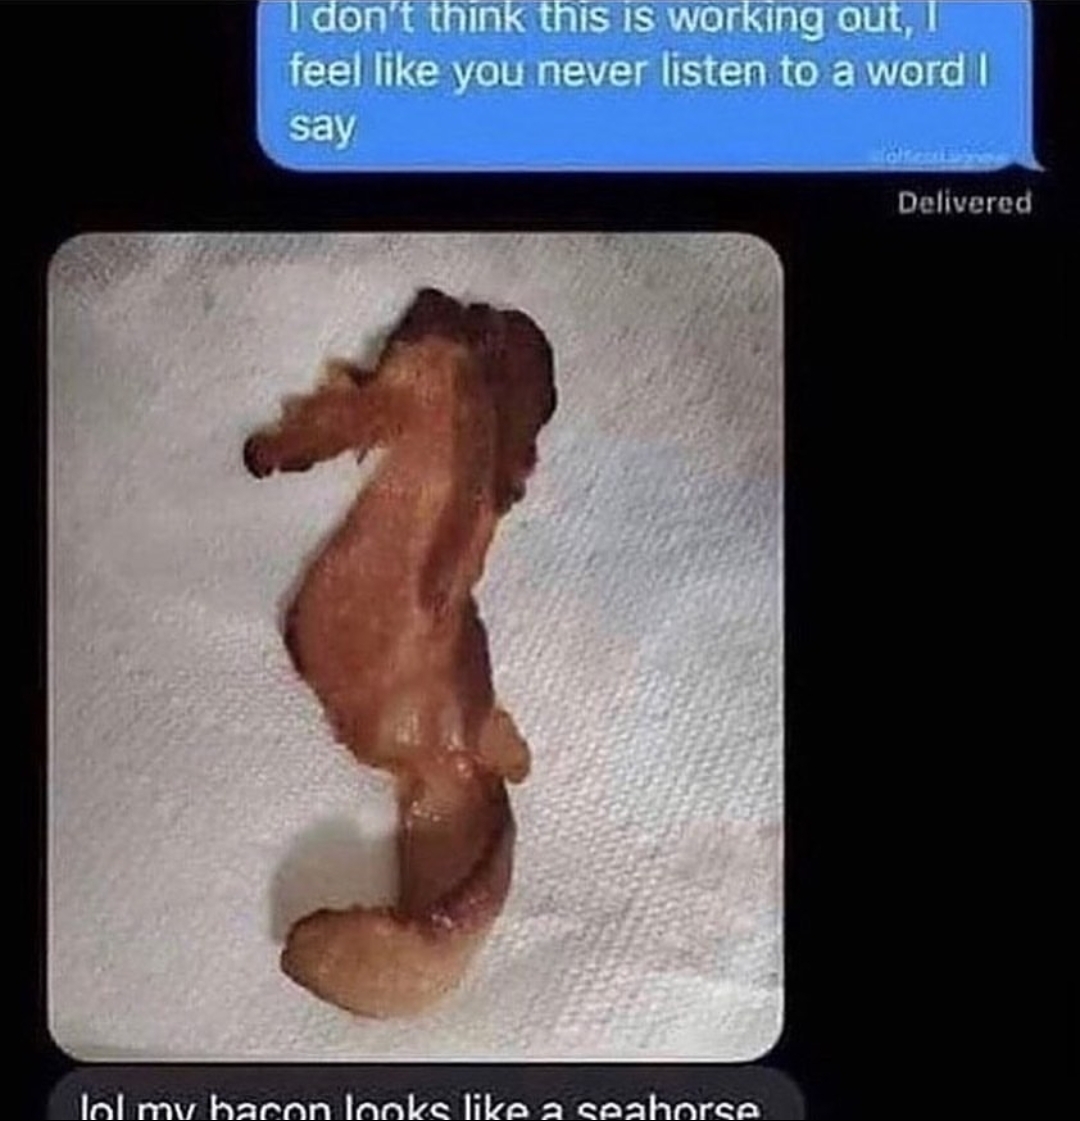 I don't think this is working out, I
feel like you never listen to a word I
say
Delivered
lol my bacon looks like a seahorse